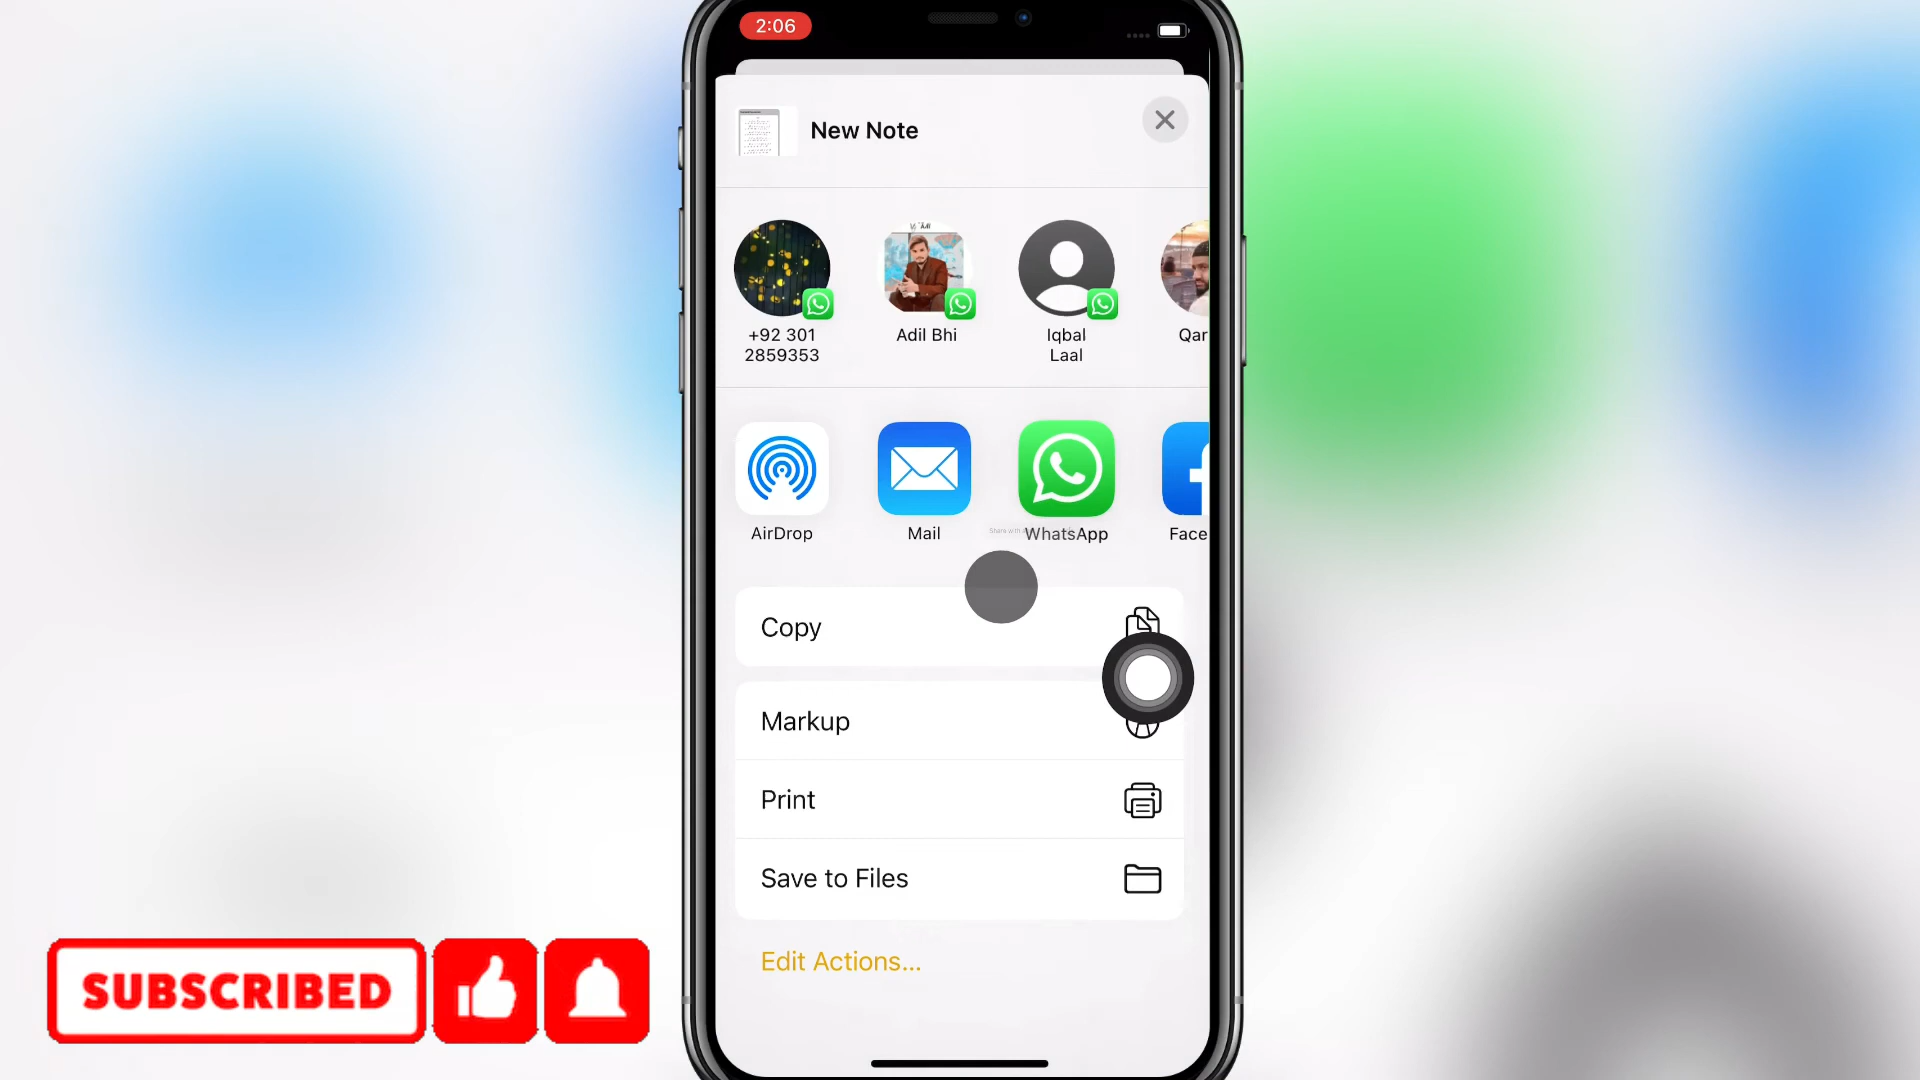 2:06
New Note
+92 301
2859353
Adil Bhi
Iqbal
Laal
Qar
AirDrop
Mail
WhatsApp
Face
Copy
Markup
Print
Save to Files
Edit Actions...
SUBSCRIBED